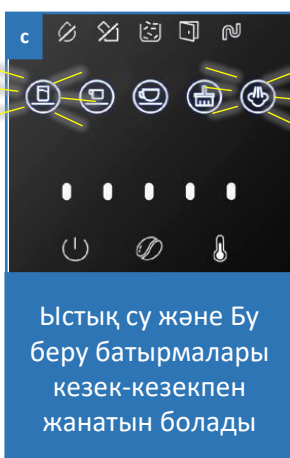 c
Ыстық су және Бу
беру батырмалары
кезек-кезекпен
жанатын болады